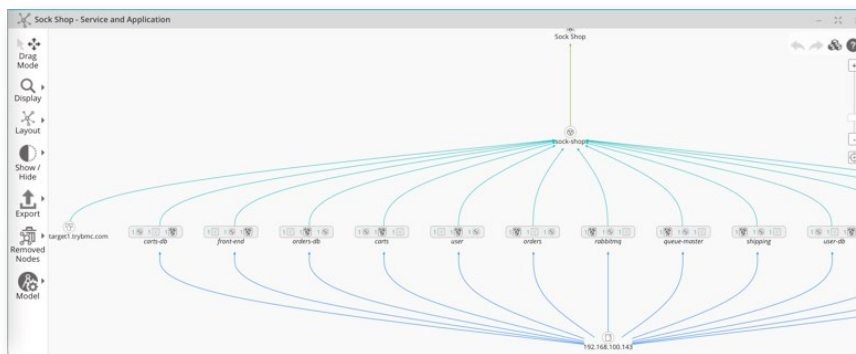 Sock Shop - Service and Application
Sock Shop
Drag
Mode
Display
Layout
Show /
Hide
Export
Removed
Nodes
Model
sock-shop
target1.trybmc.com
carts-db
front-end
orders-db
carts
user
orders
rabbitmq
queue-master
shipping
user-db
192.168.100.143